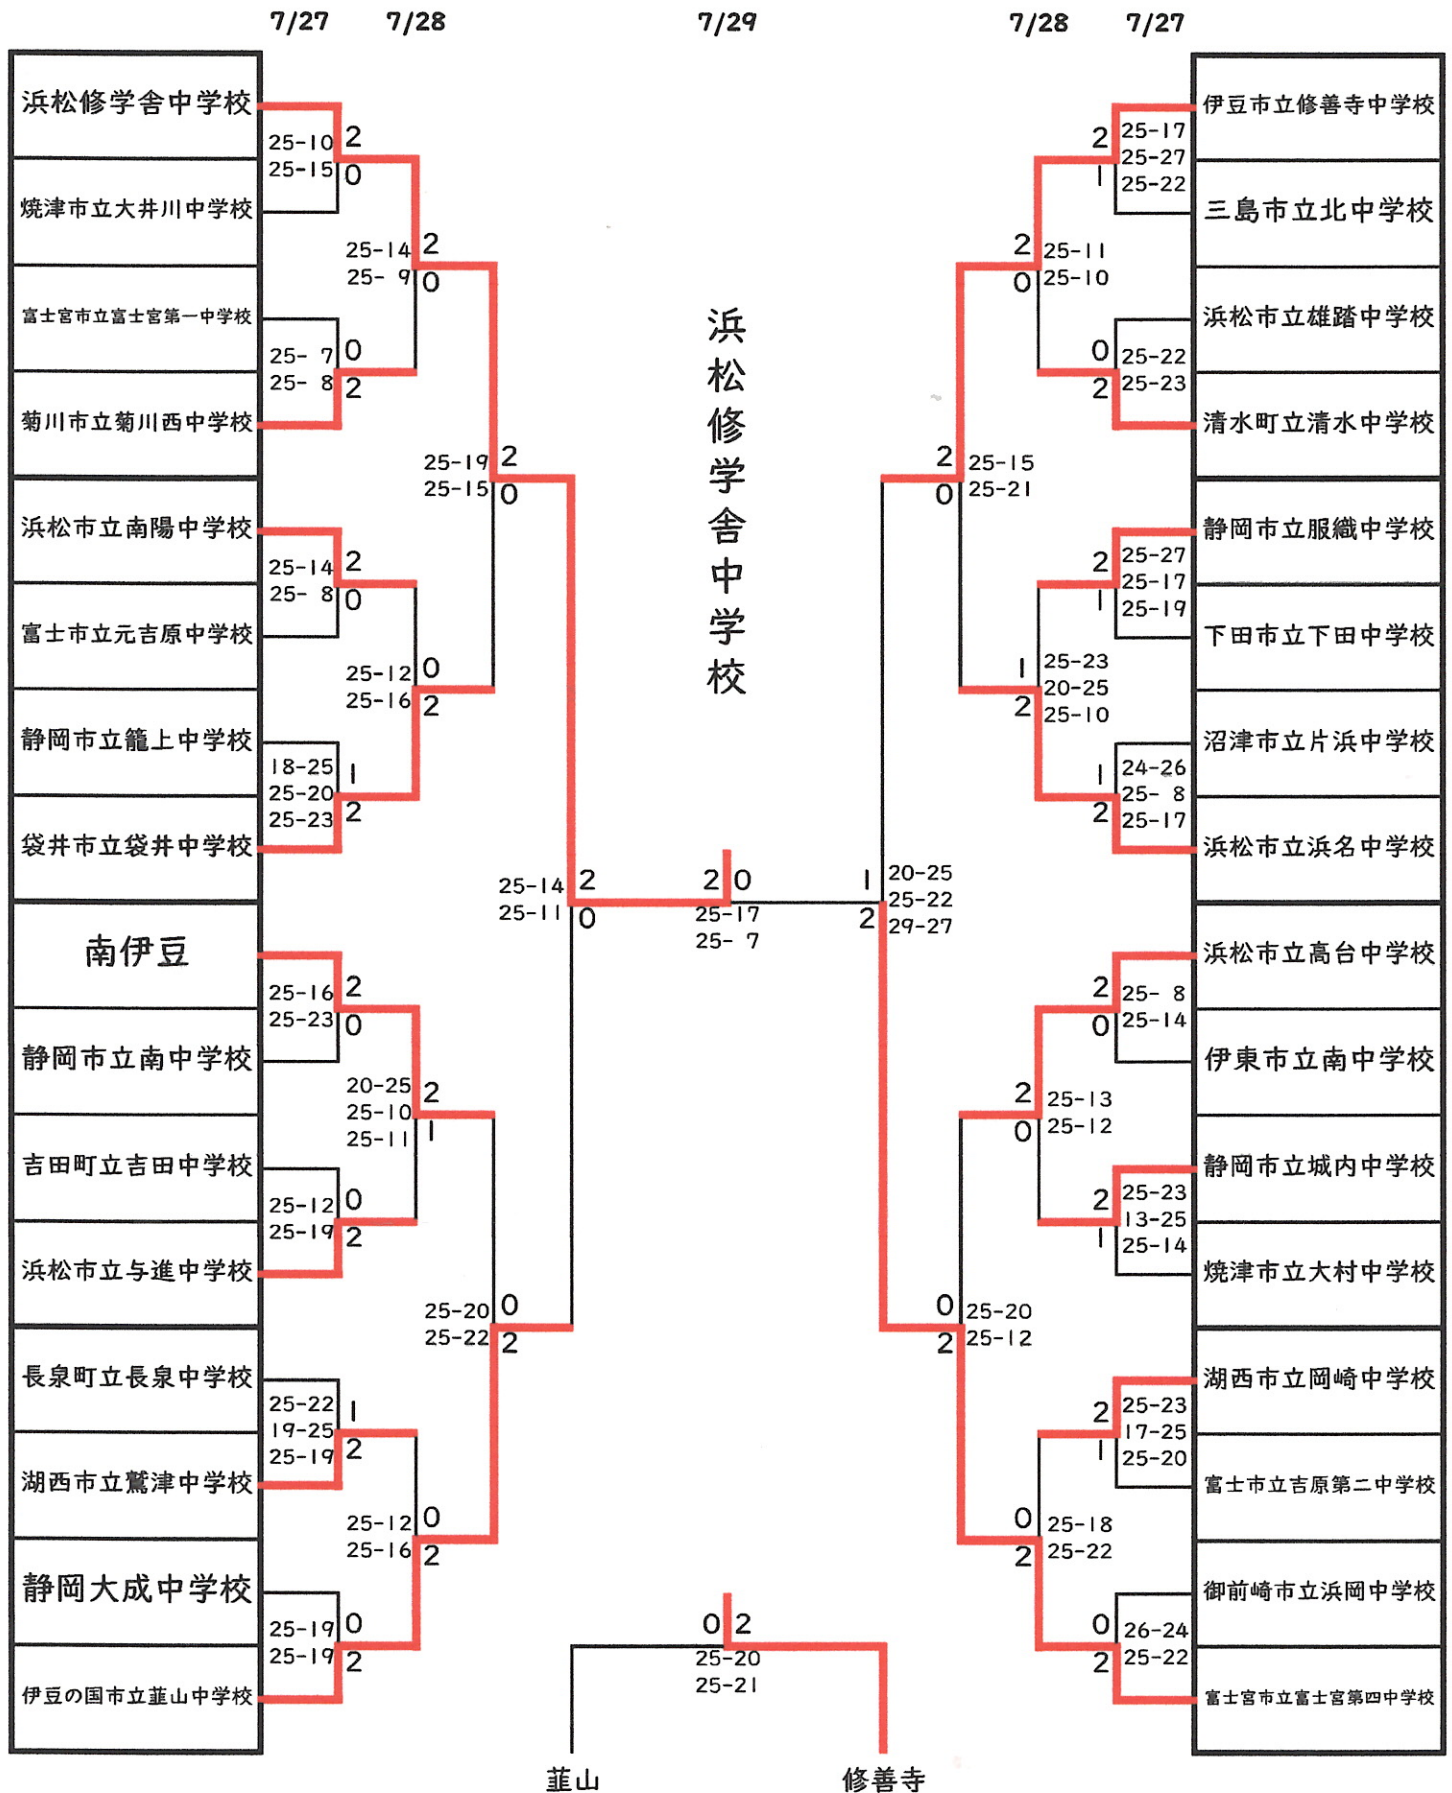 7/27 7/28 7/29 7/28 7/27
浜松修学舎中学校
25-10 2
25-15 0
焼津市立大井川中学校
25-14 2
25- 9 0
富士宮市立富士宮第一中学校
25- 7 0
25- 8 2
菊川市立菊川西中学校
25-19 2
25-15 0
浜松市立南陽中学校
25-14 2
25- 8 0
富士市立元吉原中学校
25-12 0
25-16 2
静岡市立籠上中学校
18-25 1
25-20
25-23 2
袋井市立袋井中学校
25-14 2
25-11 0
南伊豆
25-16 2
25-23 0
静岡市立南中学校
20-25 2
25-10
25-11 1
吉田町立吉田中学校
25-12 0
25-19 2
浜松市立与進中学校
25-20 0
25-22 2
長泉町立長泉中学校
25-22 1
19-25
25-19 2
湖西市立鷲津中学校
25-12 0
25-16 2
静岡大成中学校
25-19 0
25-19 2
伊豆の国市立韮山中学校
浜松修学舎中学校
2 0
25-17
25- 7
0 2
25-20
25-21
韮山 修善寺
伊豆市立修善寺中学校
2 25-17
25-27
1 25-22
三島市立北中学校
2 25-11
0 25-10
浜松市立雄踏中学校
0 25-22
2 25-23
清水町立清水中学校
2 25-15
0 25-21
静岡市立服織中学校
2 25-27
25-17
1 25-19
下田市立下田中学校
1 25-23
20-25
2 25-10
沼津市立片浜中学校
1 24-26
25- 8
2 25-17
浜松市立浜名中学校
1 20-25
25-22
2 29-27
浜松市立高台中学校
2 25- 8
0 25-14
伊東市立南中学校
2 25-13
0 25-12
静岡市立城内中学校
2 25-23
13-25
1 25-14
焼津市立大村中学校
0 25-20
2 25-12
湖西市立岡崎中学校
2 25-23
17-25
1 25-20
富士市立吉原第二中学校
0 25-18
2 25-22
御前崎市立浜岡中学校
0 26-24
2 25-22
富士宮市立富士宮第四中学校